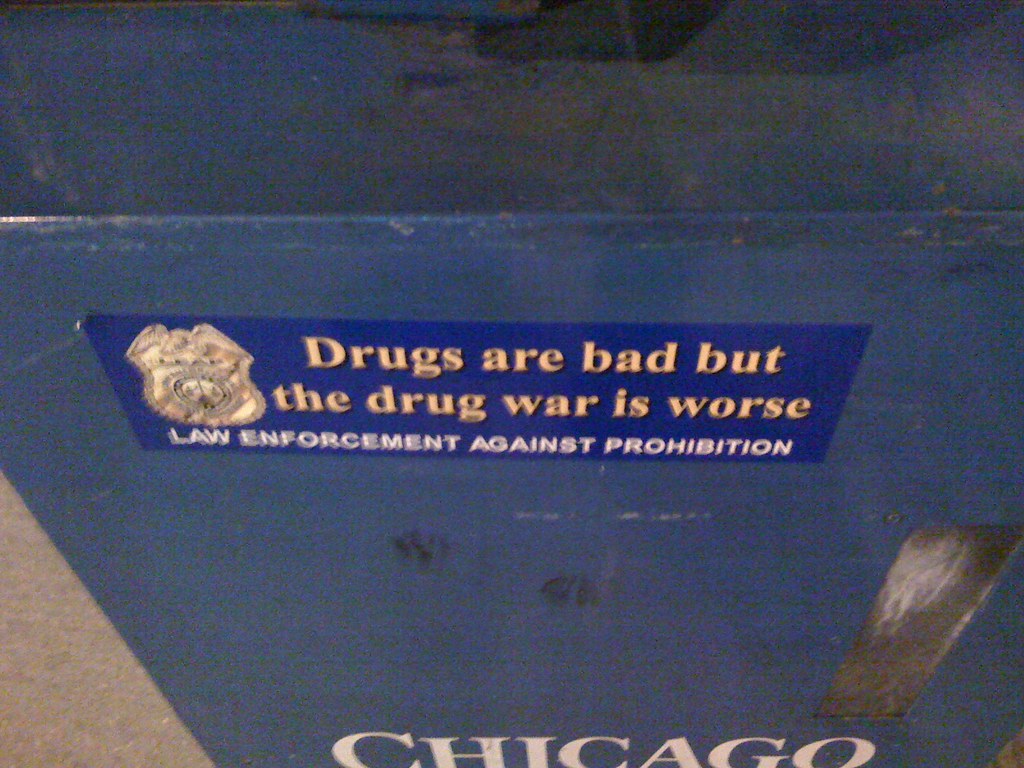 Drugs are bad but
the drug war is worse
LAW ENFORCEMENT AGAINST PROHIBITION
CHICAGO